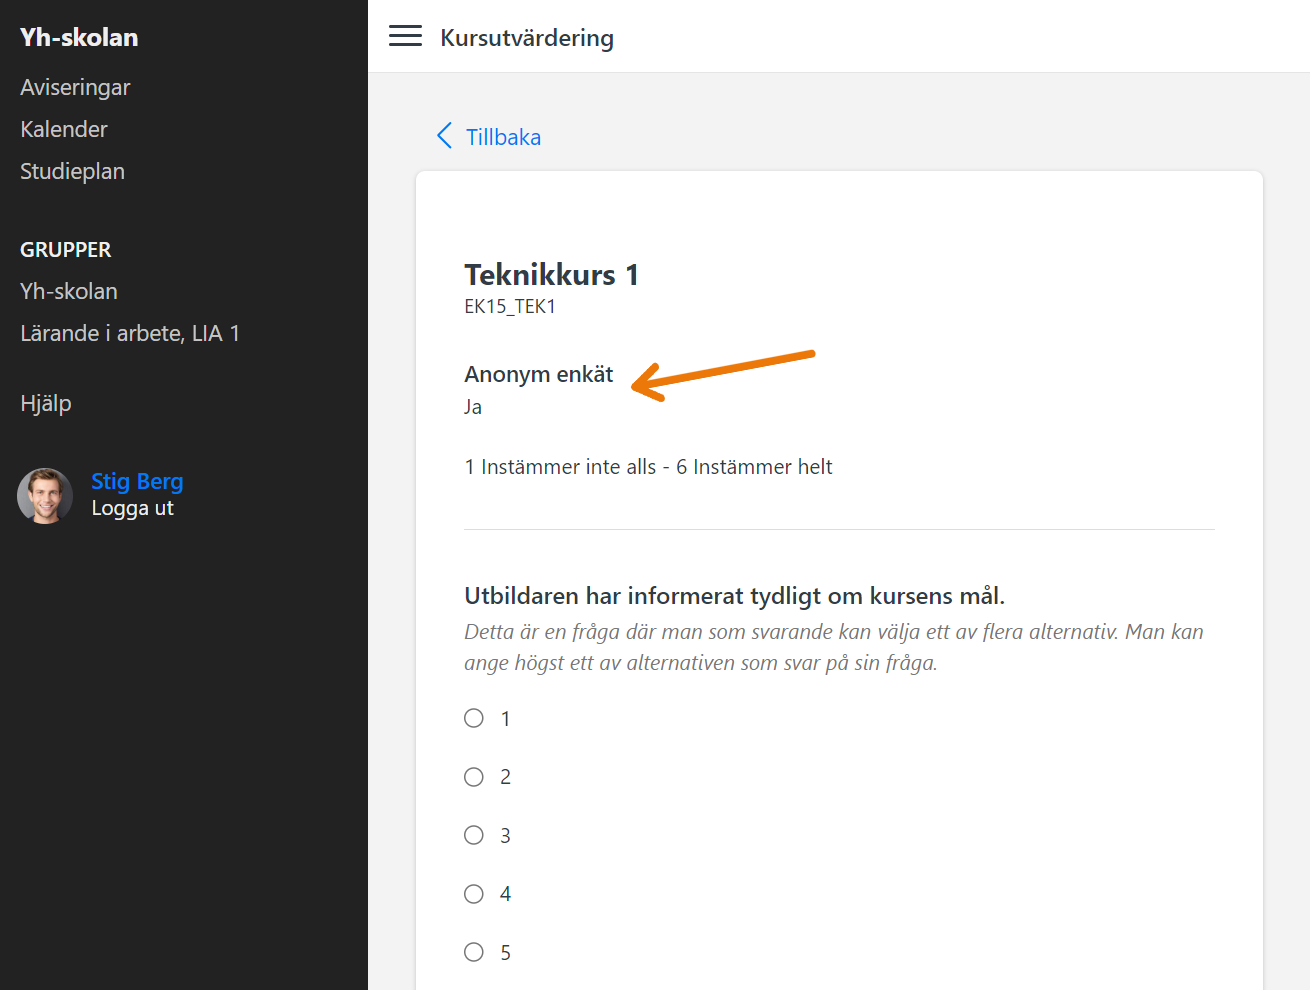 Yh-skolan
Aviseringar
Kalender
Studieplan
GRUPPER
Yh-skolan
Lärande i arbete, LIA 1
Hjälp
Stig Berg
Logga ut
Kursutvärdering
Tillbaka
Teknikkurs 1
EK15_TEK1
Anonym enkät
Ja
1 Instämmer inte alls - 6 Instämmer helt
Utbildaren har informerat tydligt om kursens mål.
Detta är en fråga där man som svarande kan välja ett av flera alternativ. Man kan
ange högst ett av alternativen som svar på sin fråga.
1
2
3
4
5